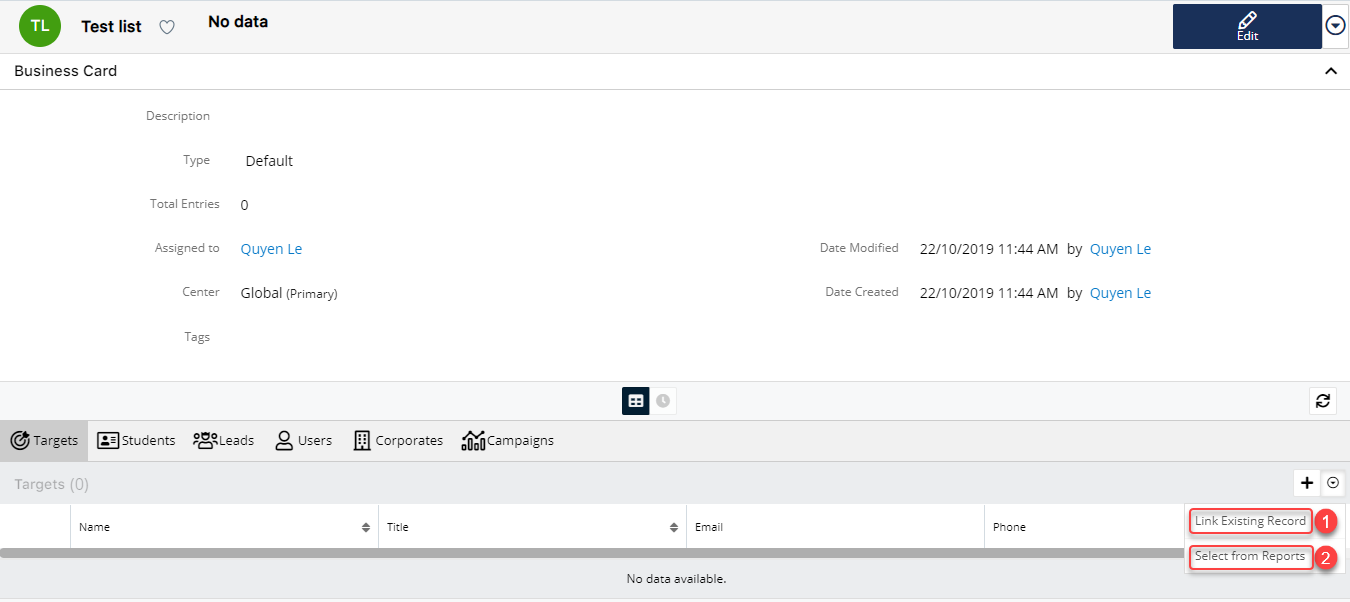 TL Test list No data
Edit
Business Card
Description
Type Default
Total Entries 0
Assigned to Quyen Le Date Modified 22/10/2019 11:44 AM by Quyen Le
Center Global (Primary) Date Created 22/10/2019 11:44 AM by Quyen Le
Tags
Targets Students Leads Users Corporates Campaigns
Targets (0)
Name Title Email Phone
Link Existing Record 1
Select from Reports 2
No data available.